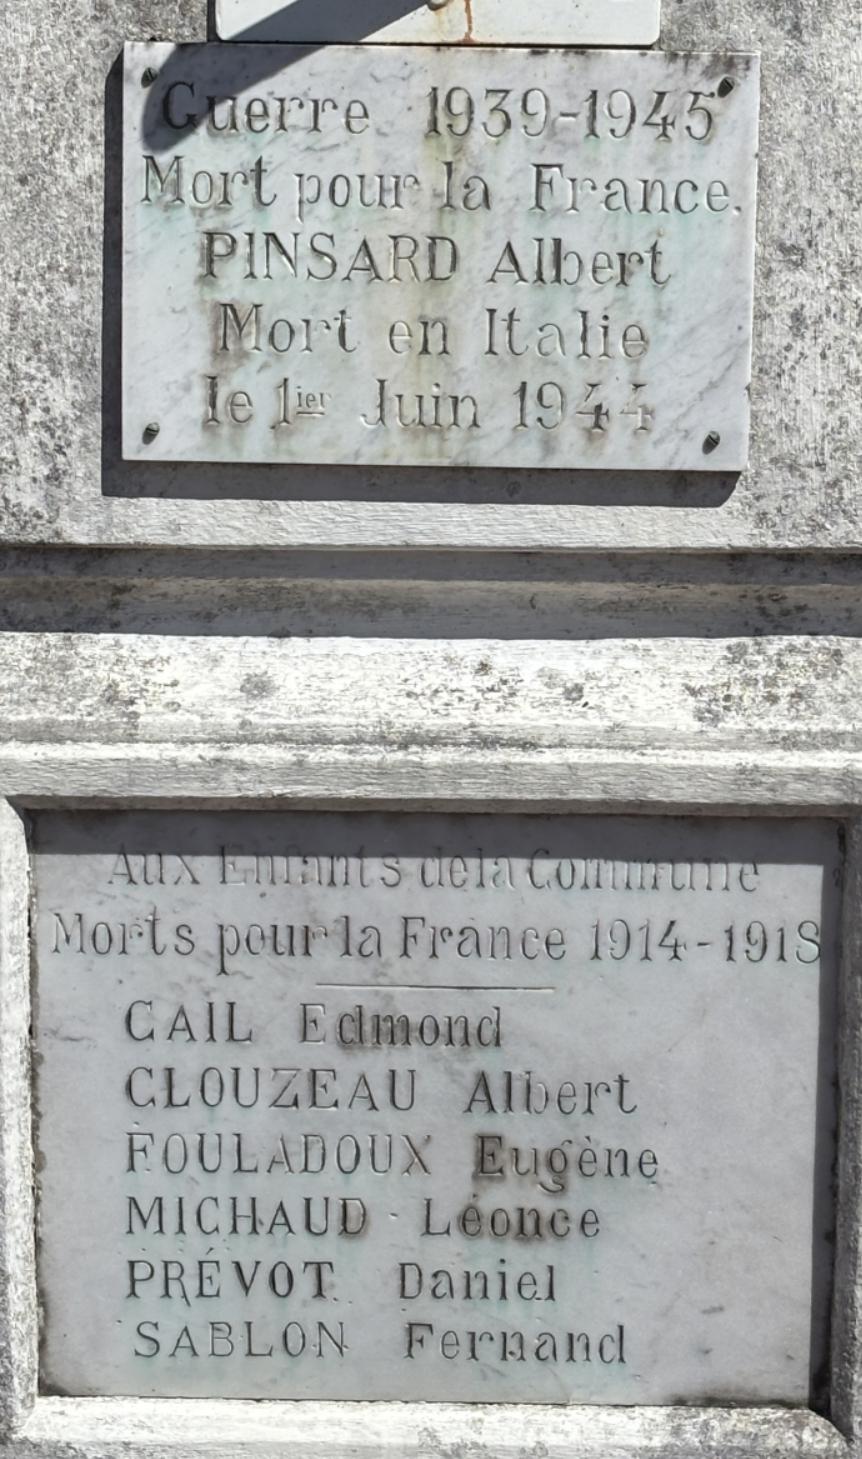 Guerre 1939-1945
Mort pour la France.
PINSARD Albert
Mort en Italie
le 1ier Juin 1944
Aux Enfants de la Commune
Morts pour la France 1914-1918
CAIL Edmond
CLOUZEAU Albert
FOULADOUX Eugène
MICHAUD Léonce
PRÉVOT Daniel
SABLON Fernand